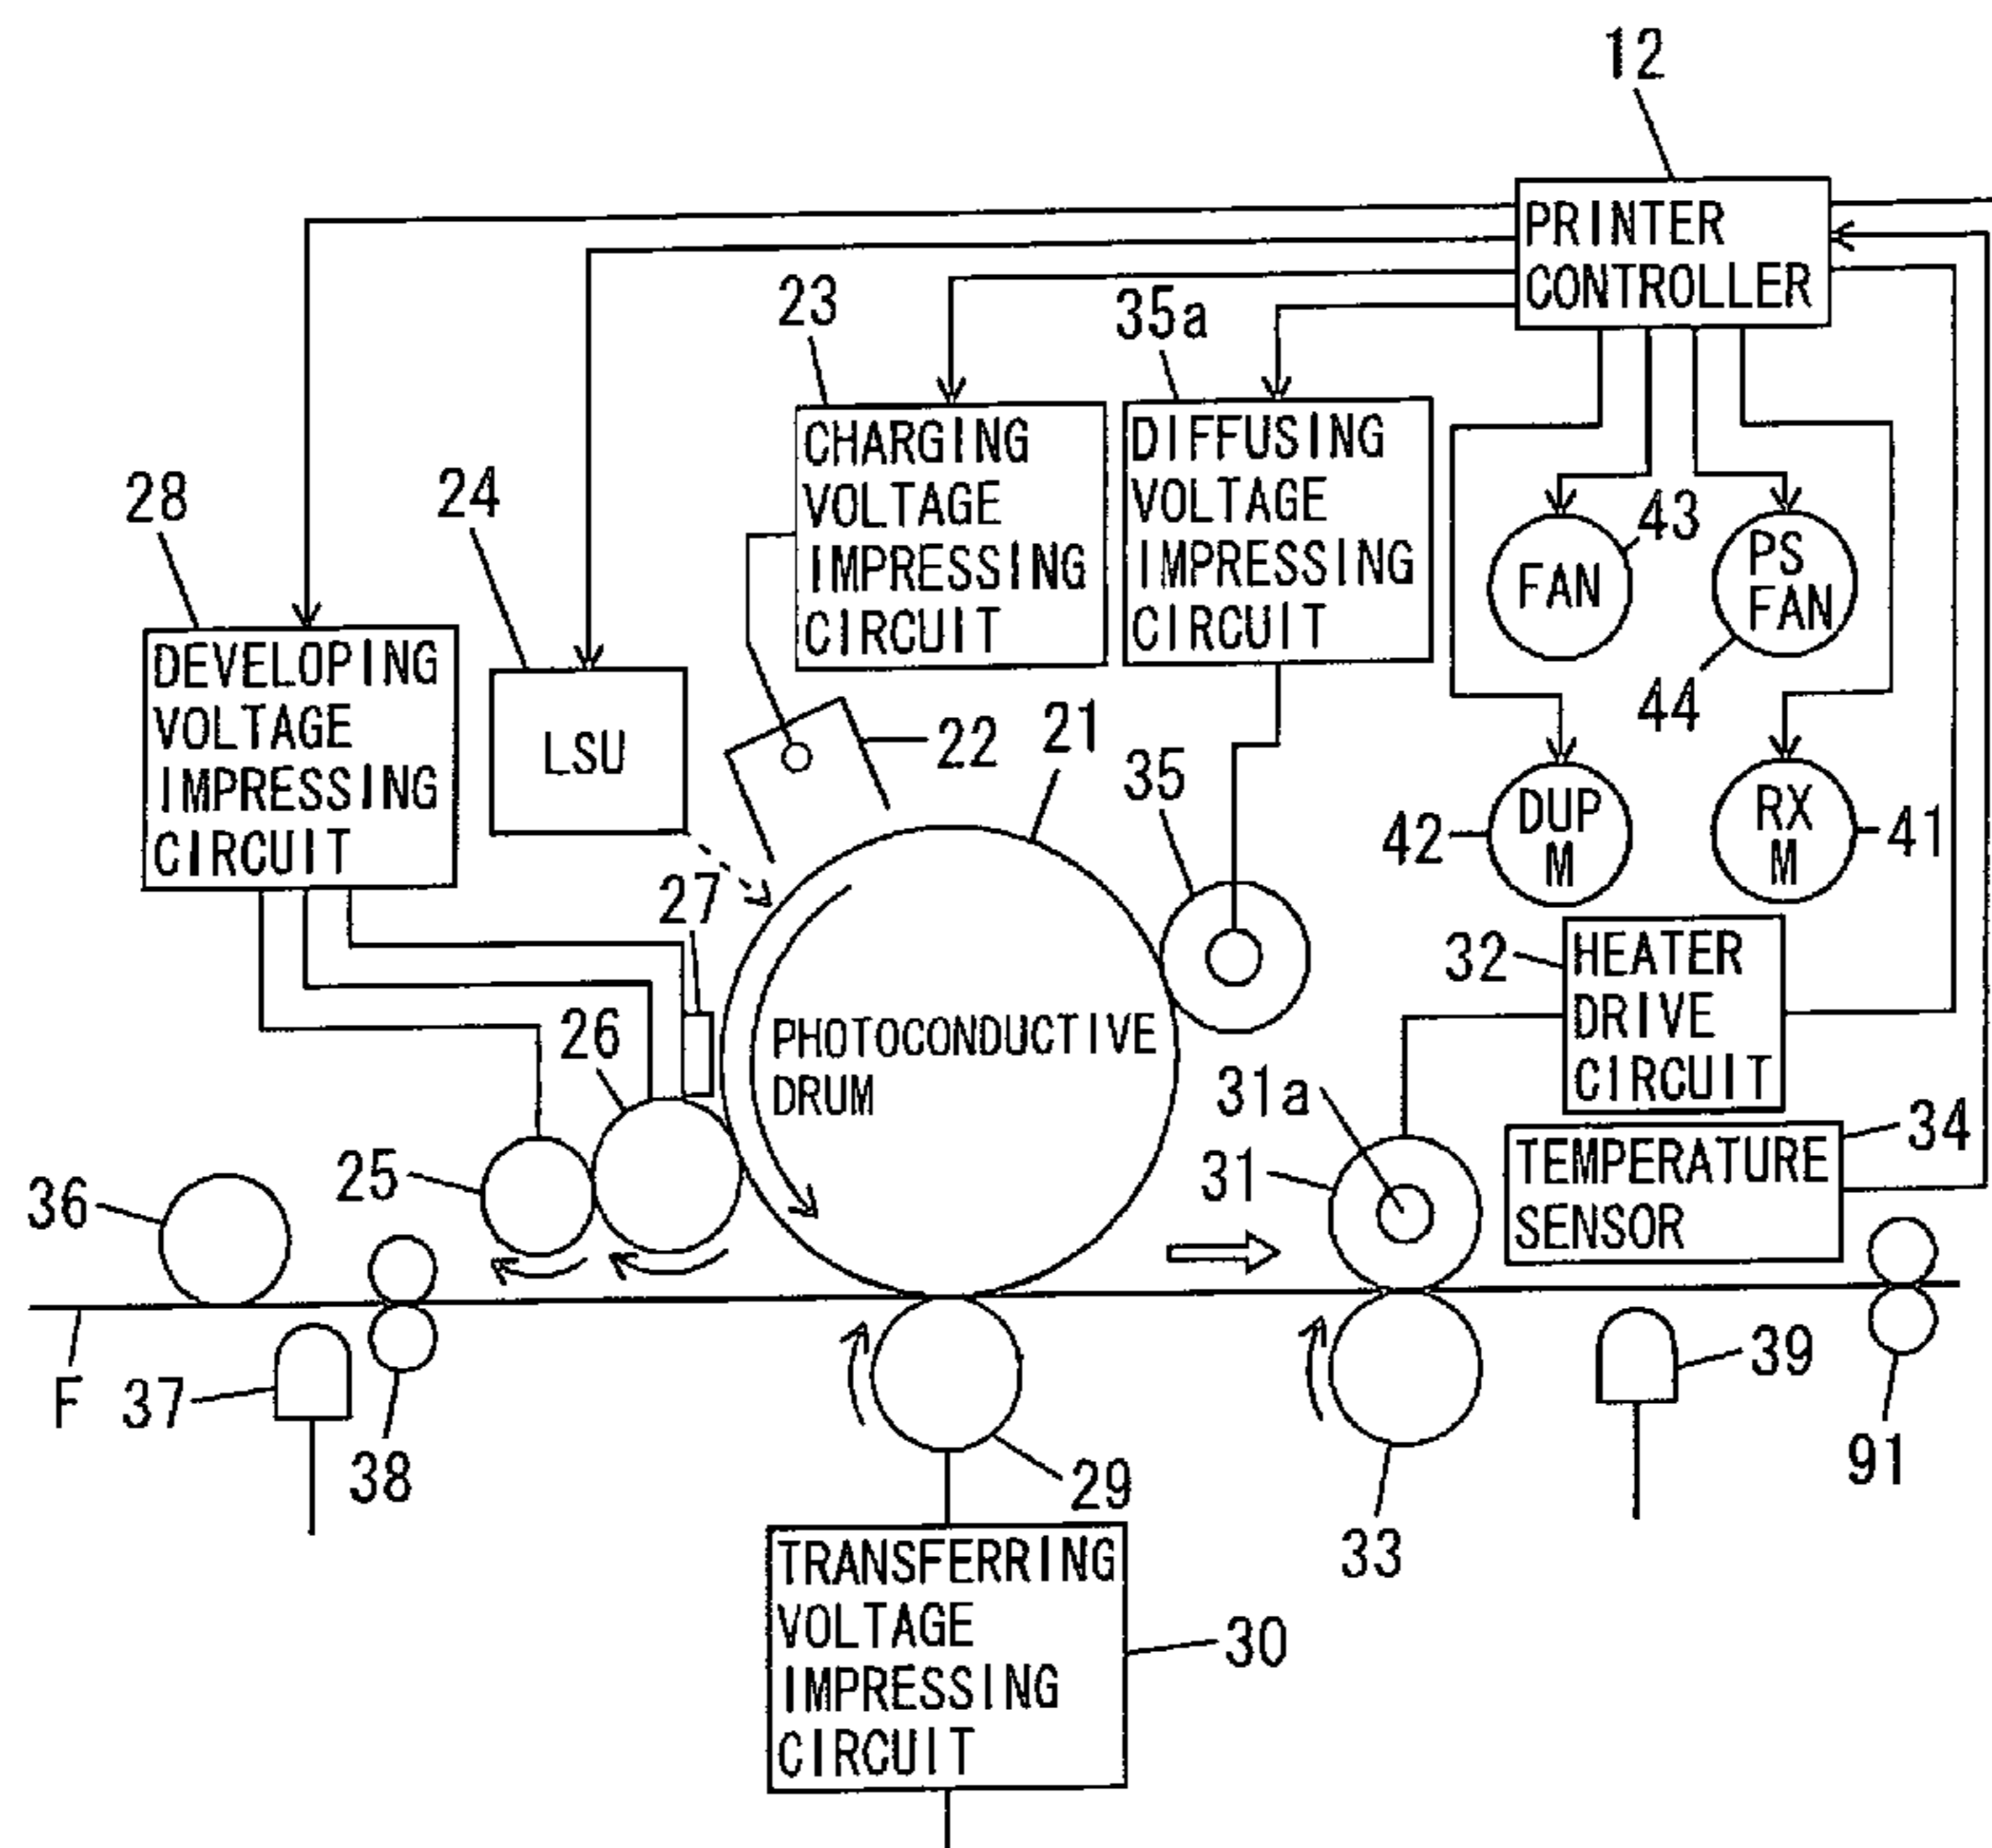 12
PRINTER
CONTROLLER
23
35a
CHARGING
VOLTAGE
IMPRESSING
CIRCUIT
DIFFUSING
VOLTAGE
IMPRESSING
CIRCUIT
28
24
43
FAN
PS
FAN
44
DEVELOPING
VOLTAGE
IMPRESSING
CIRCUIT
LSU
22
21
35
42
DUP
M
RX
M
41
27
32
HEATER
DRIVE
CIRCUIT
26
PHOTOCONDUCTIVE
DRUM
31a
34
TEMPERATURE
SENSOR
36
25
31
F
37
38
29
33
39
91
TRANSFERRING
VOLTAGE
IMPRESSING
CIRCUIT
30